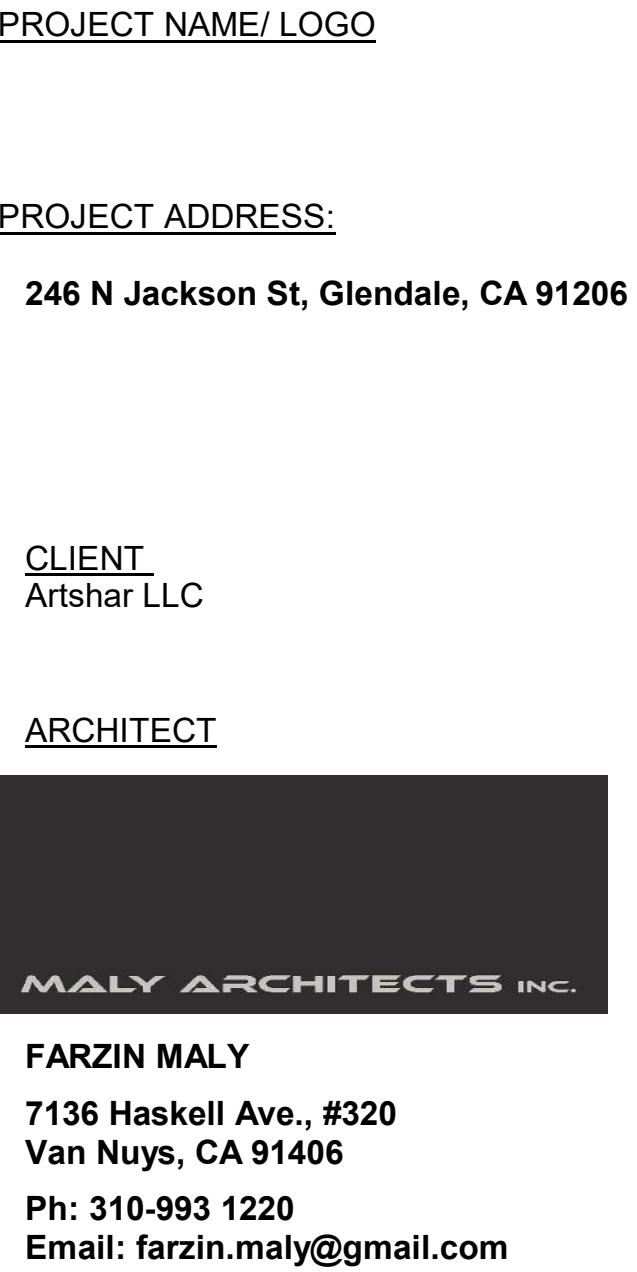 PROJECT NAME/ LOGO
PROJECT ADDRESS:
246 N Jackson St, Glendale, CA 91206
CLIENT
Artshar LLC
ARCHITECT
MALY ARCHITECTS INC.
FARZIN MALY
7136 Haskell Ave., #320
Van Nuys, CA 91406
Ph: 310-993 1220
Email: farzin.maly@gmail.com